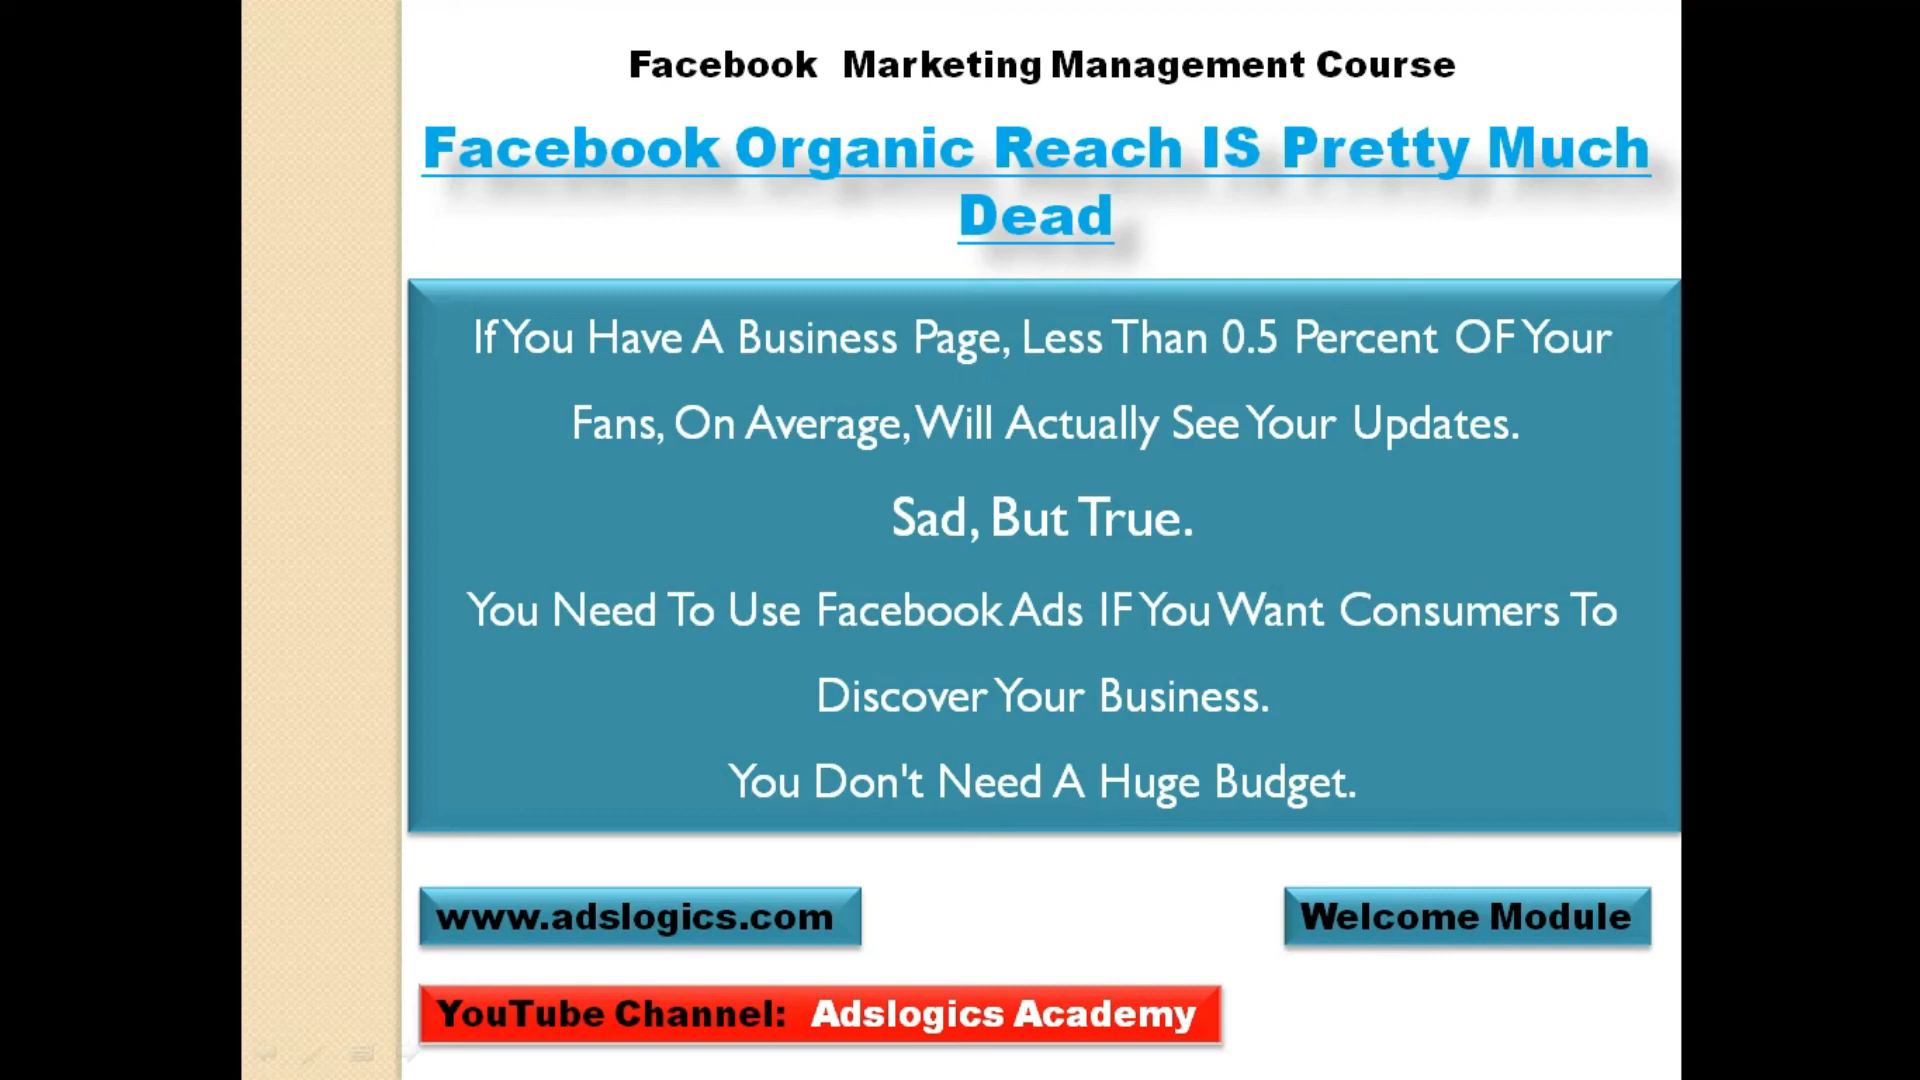 Facebook Marketing Management Course
Facebook Organic Reach IS Pretty Much
Dead
If You Have A Business Page, Less Than 0.5 Percent OF Your
Fans, On Average, Will Actually See Your Updates.
Sad, But True.
You Need To Use Facebook Ads IF You Want Consumers To
Discover Your Business.
You Don't Need A Huge Budget.
www.adslogics.com
Welcome Module
YouTube Channel: Adslogics Academy